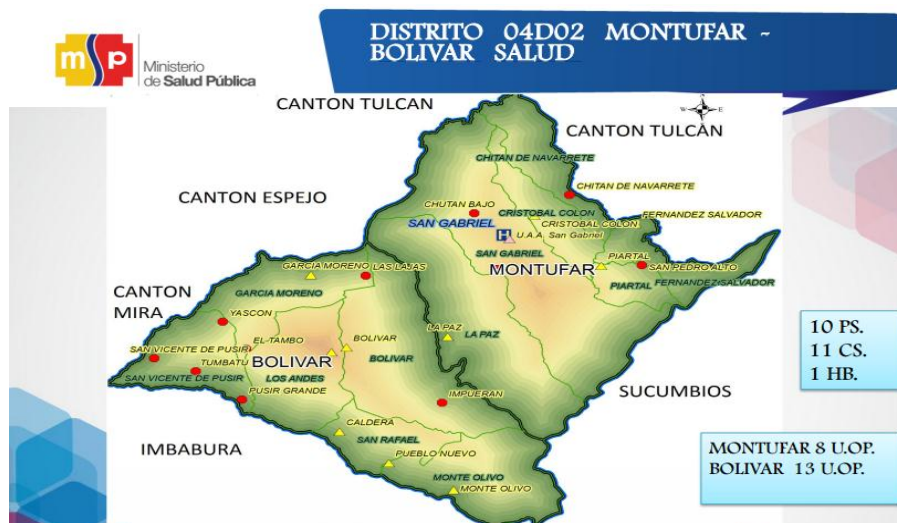 DISTRITO 04D02 MONTUFAR -
BOLIVAR SALUD
msp
Ministerio
de Salud Pública
CANTON TULCAN
W E
CANTON TULCAN
CHITAN DE NAVARRETE
CANTON ESPEJO
CHITAN DE NAVARRETE
CHUTAN BAJO
CRISTOBAL COLON
FERNANDEZ SALVADOR
SAN GABRIEL
CRISTOBAL COLON
H
U.A.A. San Gabriel
SAN GABRIEL
PIARTAL
GARCIA MORENO
LAS LAJAS
MONTUFAR
SAN PEDRO ALTO
GARCIA MORENO
PIARTAL
FERNANDEZ SALVADOR
CANTON
MIRA
YASCON
LA PAZ
LA PAZ
10 PS.
11 CS.
1 HB.
EL TAMBO
BOLIVAR
SAN VICENTE DE PUSIR
BOLIVAR
BOLIVAR
TUMBATU
SAN VICENTE DE PUSIR
LOS ANDES
PUSIR GRANDE
IMPUERAN
SUCUMBIOS
CALDERA
IMBABURA
SAN RAFAEL
PUEBLO NUEVO
MONTE OLIVO
MONTE OLIVO
MONTUFAR 8 U.OP.
BOLIVAR 13 U.OP.